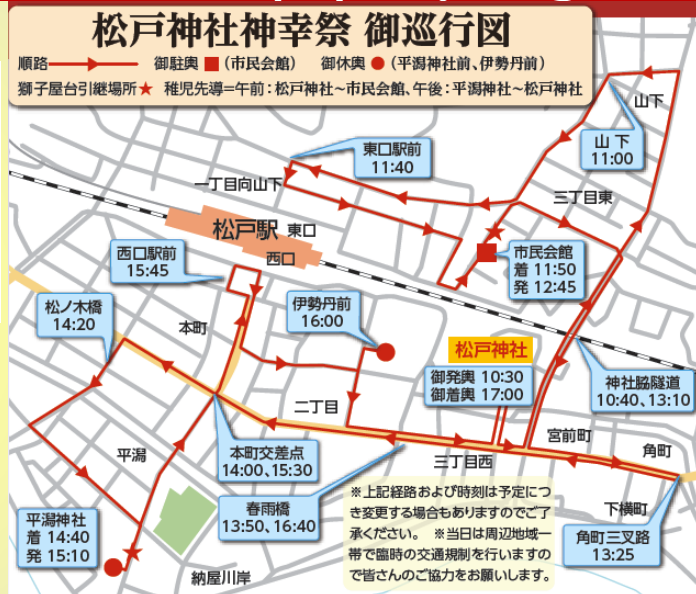 松戸神社神幸祭 御巡行図
順路 御駐輿 ■ (市民会館) 御休輿 ● (平潟神社前、伊勢丹前)
獅子屋台引継場所★ 稚児先導=午前:松戸神社~市民会館、午後:平潟神社~松戸神社
山下
山下
11:00
東口駅前
11:40
一丁目向山下
三丁目東
松戸駅 東口
西口
市民会館
着 11:50
発 12:45
西口駅前
15:45
伊勢丹前
16:00
松ノ木橋
14:20
本町
松戸神社
御発輿 10:30
御着輿 17:00
神社脇隧道
10:40、13:10
二丁目
宮前町
角町
平潟
本町交差点
14:00、15:30
三丁目西
下横町
春雨橋
13:50、16:40
角町三叉路
13:25
平潟神社
着 14:40
発 15:10
納屋川岸
※上記経路および時刻は予定につ
き変更する場合もありますのでご了
承ください。 ※当日は周辺地域一
帯で臨時の交通規制を行いますの
で皆さんのご協力をお願いします。